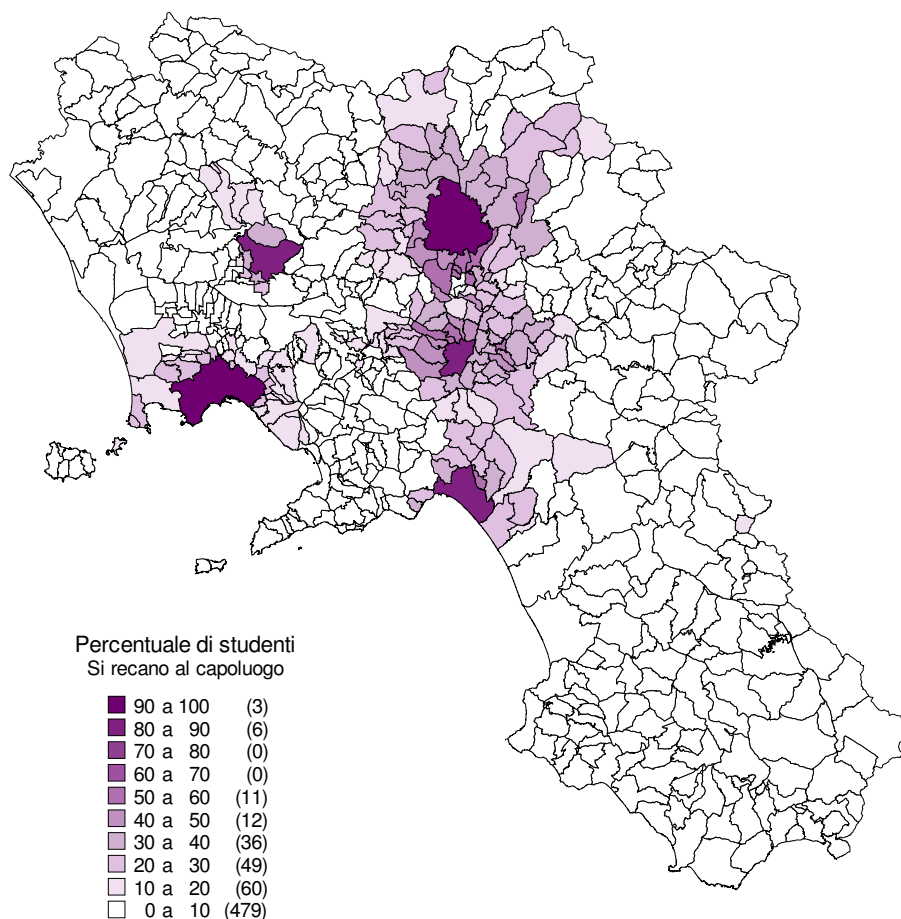 Percentuale di studenti
Si recano al capoluogo
90 a 100 (3)
80 a 90 (6)
70 a 80 (0)
60 a 70 (0)
50 a 60 (11)
40 a 50 (12)
30 a 40 (36)
20 a 30 (49)
10 a 20 (60)
0 a 10 (479)